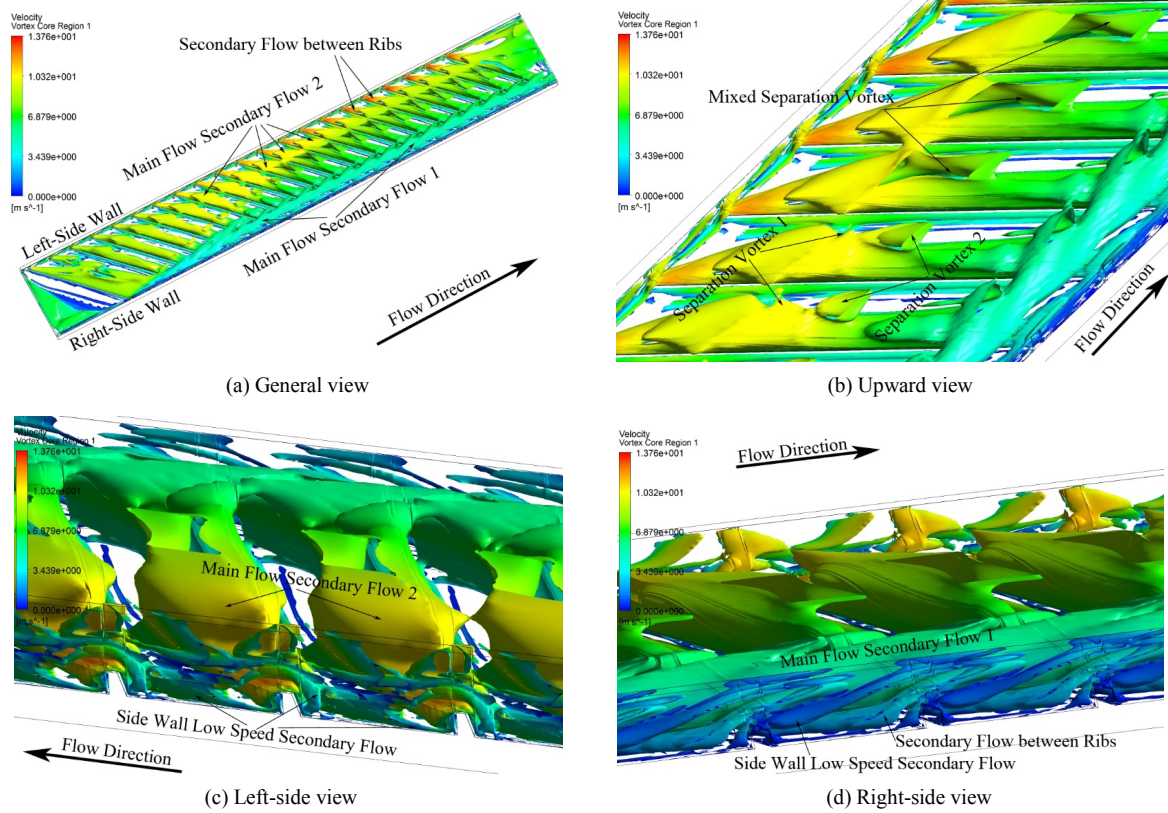 Velocity
Vortex Core Region 1
1.376e+001
1.032e+001
6.879e+000
3.439e+000
0.000e+000
[m s^-1]
Secondary Flow between Ribs
Main Flow Secondary Flow 2
Left-Side Wall
Main Flow Secondary Flow 1
Right-Side Wall
Flow Direction
(a) General view
Velocity
Vortex Core Region 1
1.376e+001
1.032e+001
6.879e+000
3.439e+000
0.000e+000
[m s^-1]
Mixed Separation Vortex
Separation Vortex 1
Separation Vortex 2
Flow Direction
(b) Upward view
Velocity
Vortex Core Region 1
1.376e+001
1.032e+001
6.879e+000
3.439e+000
0.000e+000
[m s^-1]
Main Flow Secondary Flow 2
Side Wall Low Speed Secondary Flow
Flow Direction
(c) Left-side view
Velocity
Vortex Core Region 1
1.376e+001
1.032e+001
6.879e+000
3.439e+000
0.000e+000
[m s^-1]
Flow Direction
Main Flow Secondary Flow 1
Secondary Flow between Ribs
Side Wall Low Speed Secondary Flow
(d) Right-side view